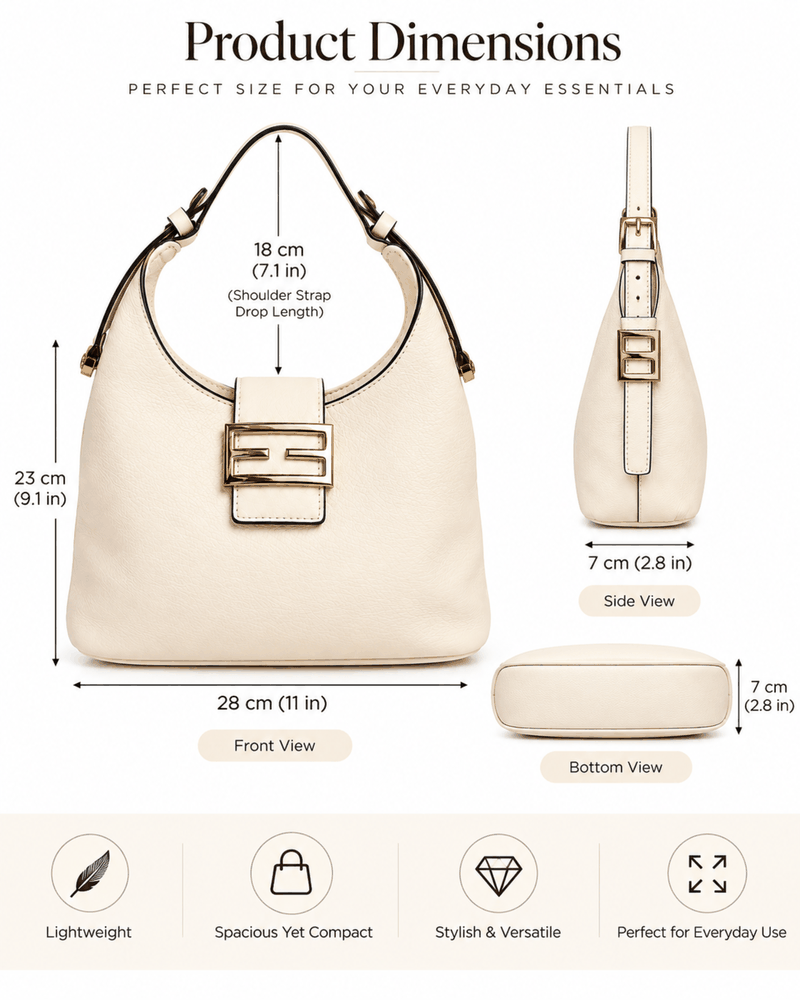 Product Dimensions
PERFECT SIZE FOR YOUR EVERYDAY ESSENTIALS
18 cm
(7.1 in)
(Shoulder Strap
Drop Length)
23 cm
(9.1 in)
28 cm (11 in)
Front View
7 cm (2.8 in)
Side View
7 cm
(2.8 in)
Bottom View
Lightweight
Spacious Yet Compact
Stylish & Versatile
Perfect for Everyday Use